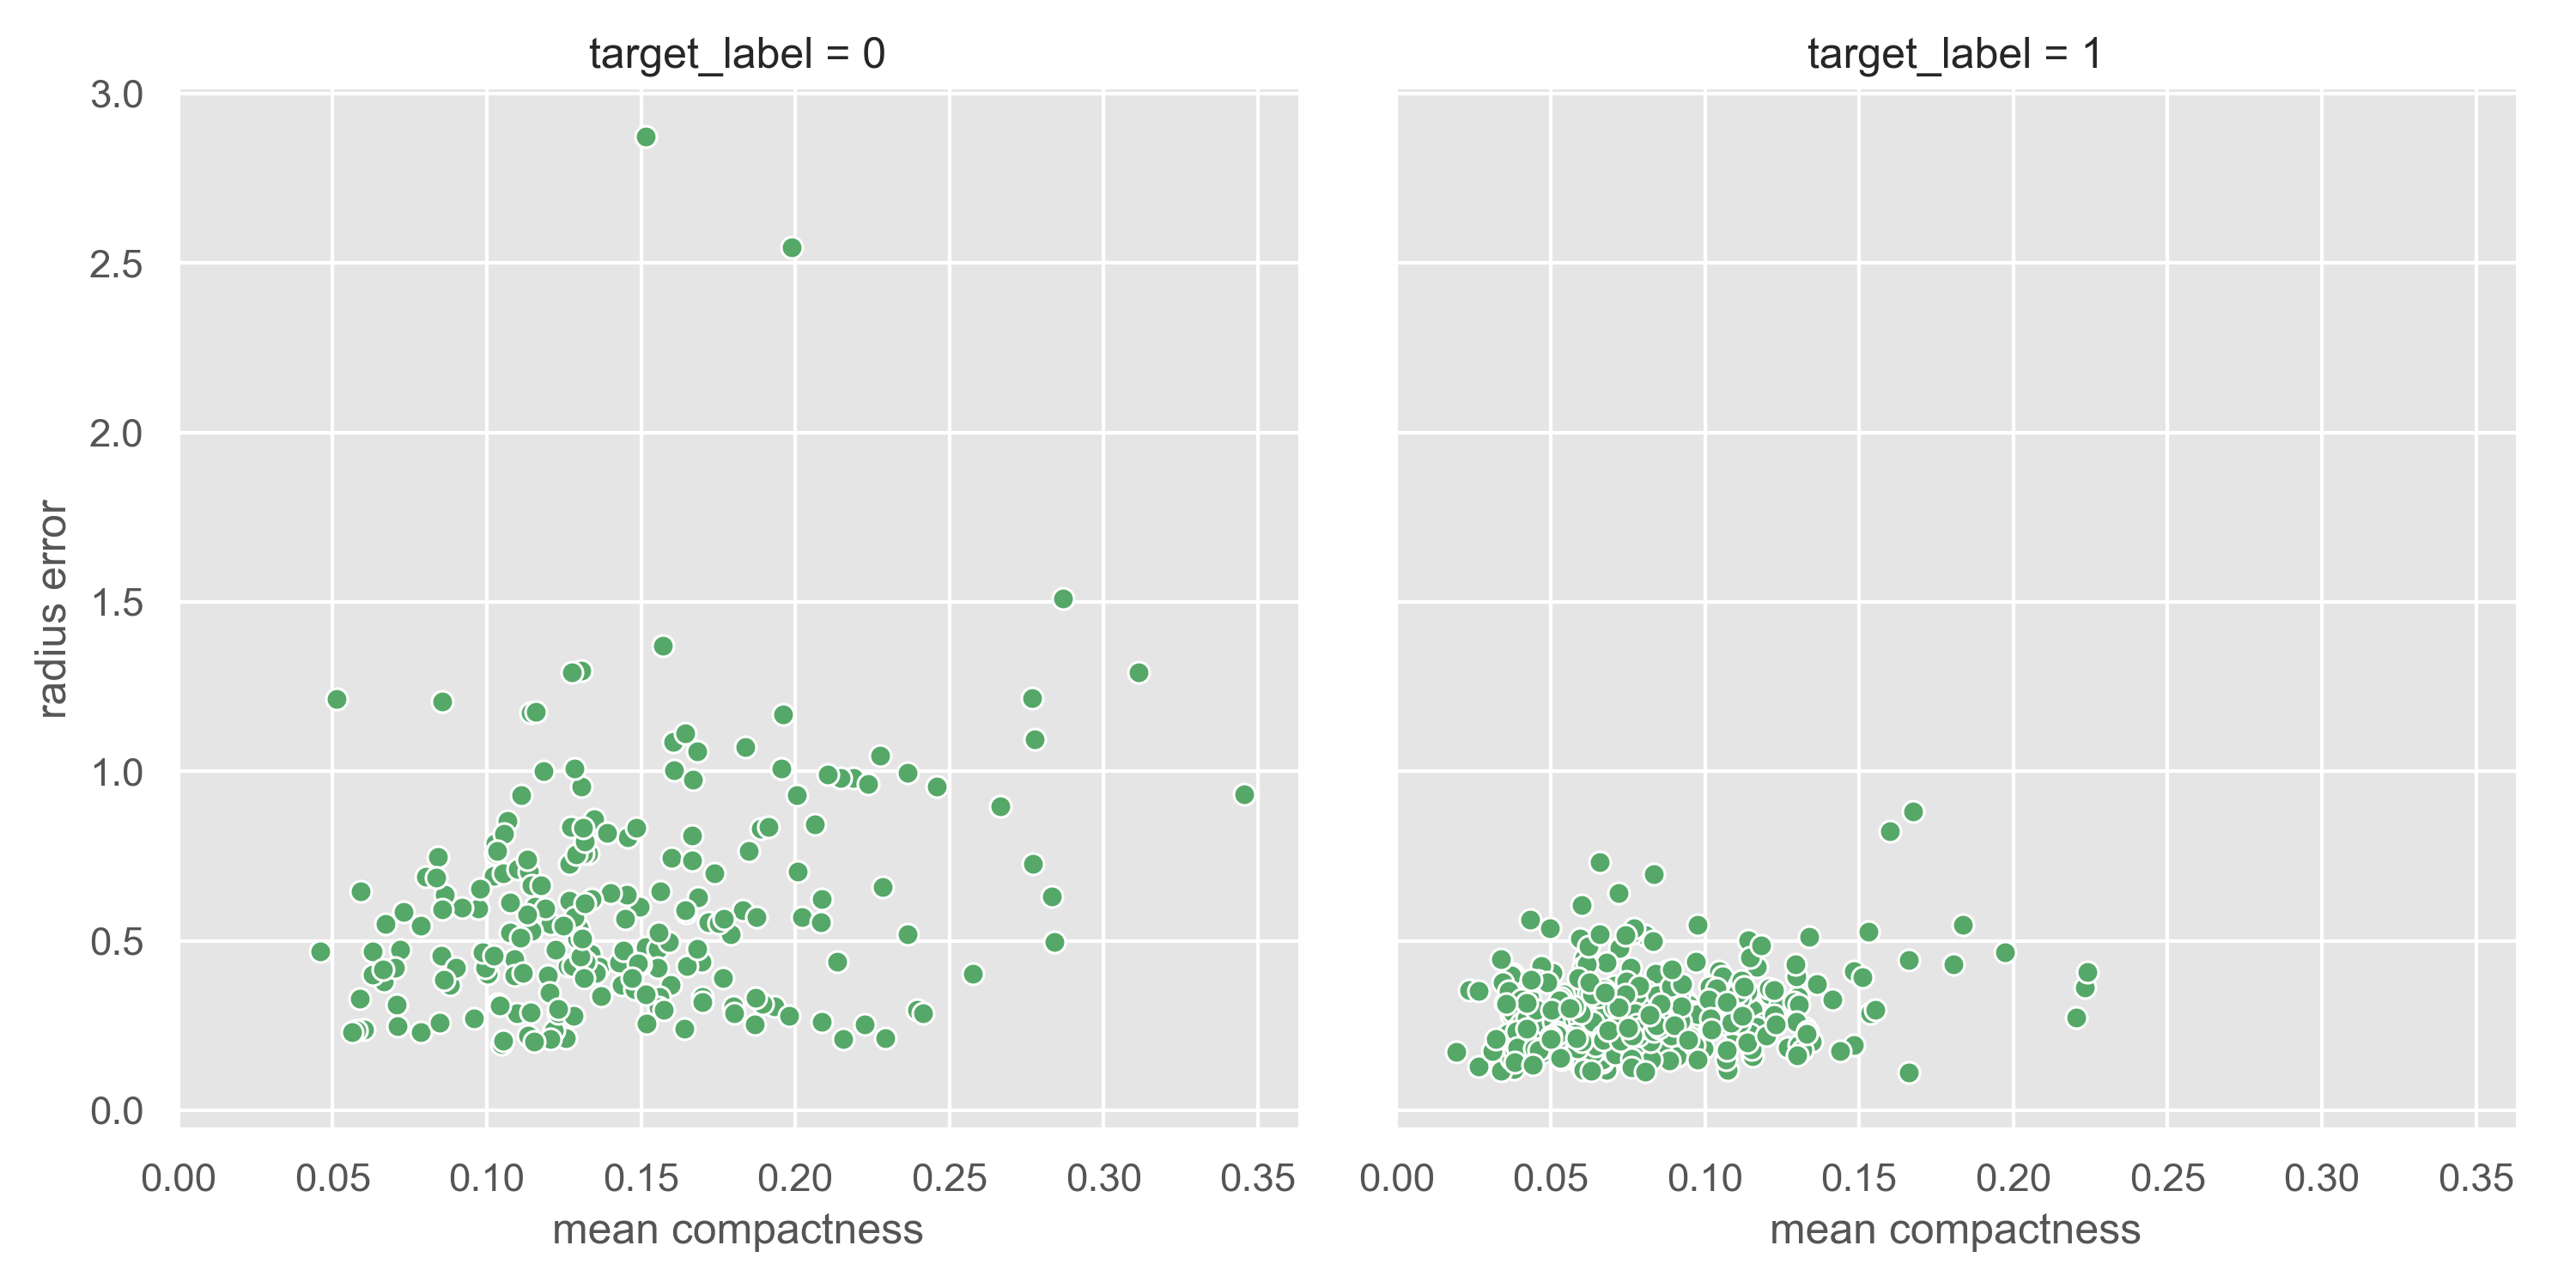 target_label = 0
target_label = 1
3.0
2.5
2.0
1.5
1.0
0.5
0.0
radius error
0.00 0.05 0.10 0.15 0.20 0.25 0.30 0.35
0.00 0.05 0.10 0.15 0.20 0.25 0.30 0.35
mean compactness
mean compactness